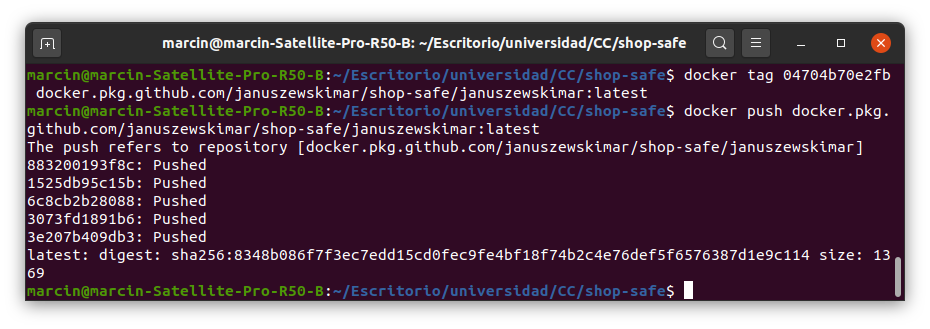 marcin@marcin-Satellite-Pro-R50-B: ~/Escritorio/universidad/CC/shop-safe
marcin@marcin-Satellite-Pro-R50-B:~/Escritorio/universidad/CC/shop-safe$ docker tag 04704b70e2fb
 docker.pkg.github.com/januszewskimar/shop-safe/januszewskimar:latest
marcin@marcin-Satellite-Pro-R50-B:~/Escritorio/universidad/CC/shop-safe$ docker push docker.pkg.
github.com/januszewskimar/shop-safe/januszewskimar:latest
The push refers to repository [docker.pkg.github.com/januszewskimar/shop-safe/januszewskimar]
883200193f8c: Pushed
1525db95c15b: Pushed
6c8cb2b28088: Pushed
3073fd1891b6: Pushed
3e207b409db3: Pushed
latest: digest: sha256:8348b086f7f3ec7edd15cd0fec9fe4bf18f74b2c4e76def5f6576387d1e9c114 size: 13
69
marcin@marcin-Satellite-Pro-R50-B:~/Escritorio/universidad/CC/shop-safe$